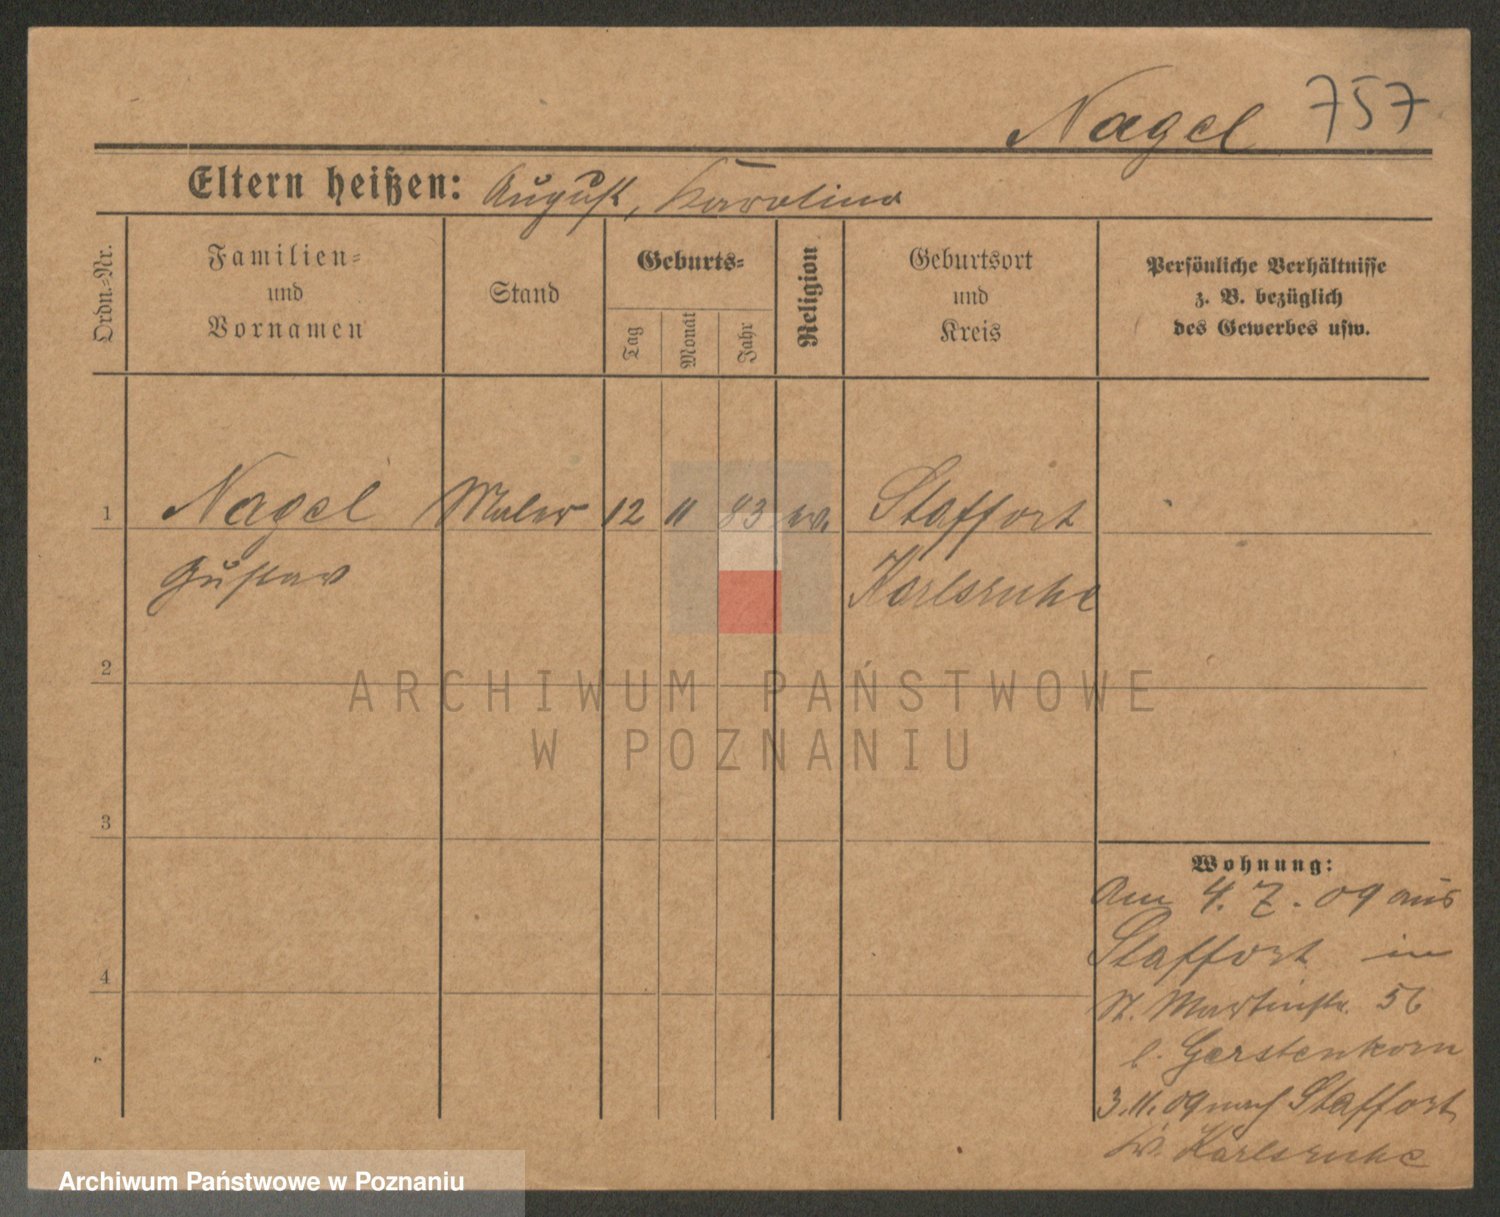 Nagel 757
Eltern heißen: August, Karolina
Ordn.-Nr.
Familien-
und
Vornamen
Stand
Geburts-
Tag
Monat
Jahr
Religion
Geburtsort
und
Kreis
Persönliche Verhältnisse
z. B. bezüglich
des Gewerbes usw.
1 Nagel Maler 12 11 83 ev. Staffort
Gustav Karlsruhe
2
3
4
ARCHIWUM PAŃSTWOWE
W POZNANIU
Wohnung:
Am 4. 7. 09 aus
Staffort in
St. Martinstr. 56
b. Gerstenkorn
3.11.09 nach Staffort
Kr. Karlsruhe
Archiwum Państwowe w Poznaniu